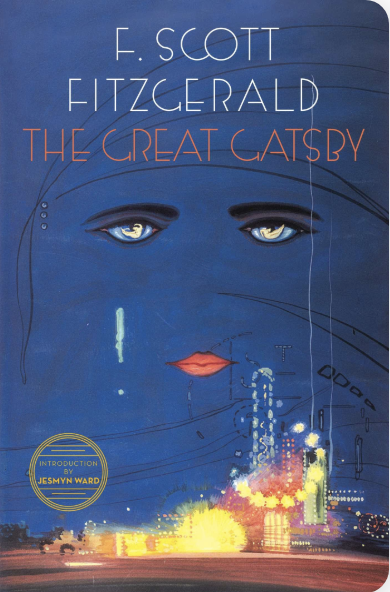 F. SCOTT
FITZGERALD
THE GREAT GATSBY
INTRODUCTION
BY
JESMYN WARD